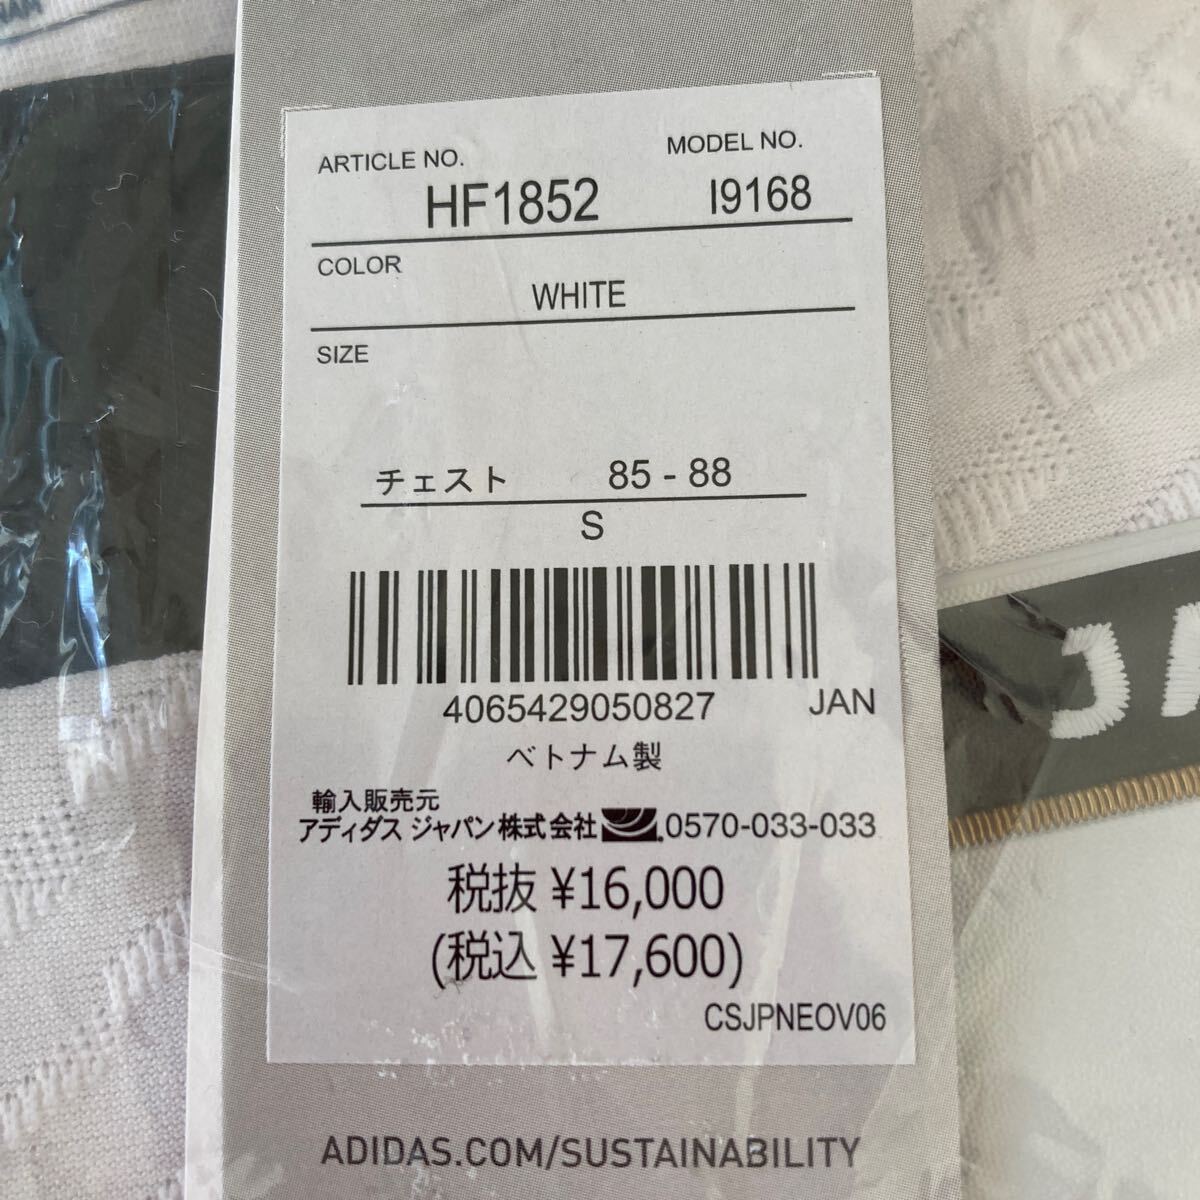 ARTICLE NO. MODEL NO.
HF1852 I9168
COLOR
WHITE
SIZE
チェスト 85 - 88
S
4065429050827 JAN
ベトナム製
輸入販売元
アディダス ジャパン株式会社 0570-033-033
税抜 ¥16,000
(税込 ¥17,600)
CSJPNEOV06
ADIDAS.COM/SUSTAINABILITY